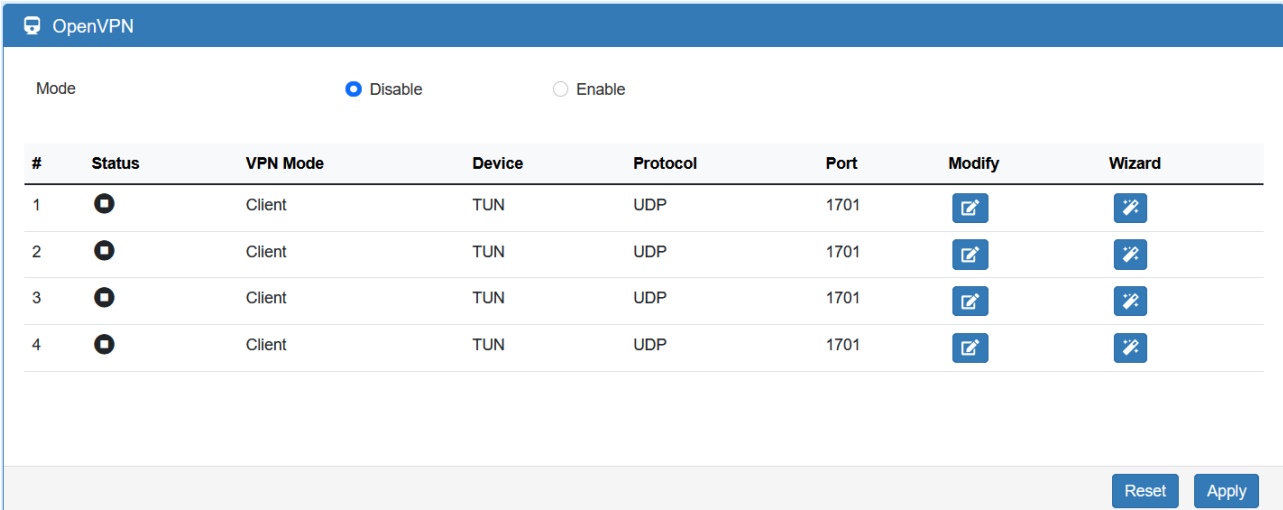 OpenVPN
Mode Disable Enable
# Status VPN Mode Device Protocol Port Modify Wizard
1 Client TUN UDP 1701
2 Client TUN UDP 1701
3 Client TUN UDP 1701
4 Client TUN UDP 1701
Reset Apply